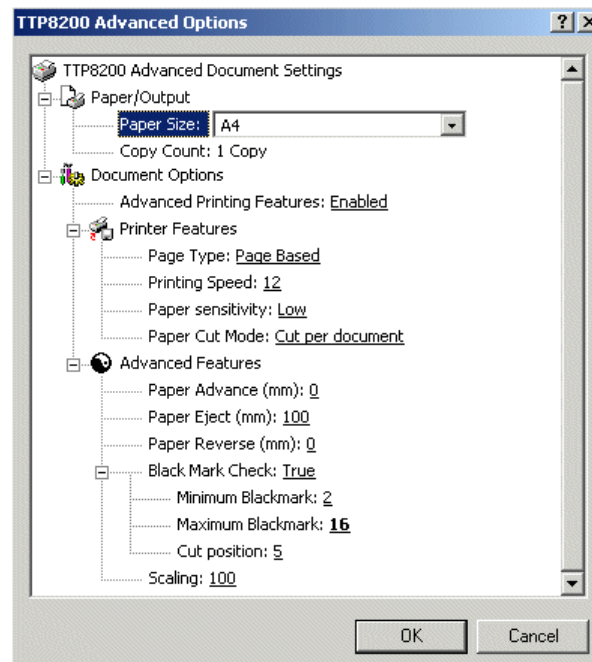 TTP8200 Advanced Options
TTP8200 Advanced Document Settings
Paper/Output
Paper Size: A4
Copy Count: 1 Copy
Document Options
Advanced Printing Features: Enabled
Printer Features
Page Type: Page Based
Printing Speed: 12
Paper sensitivity: Low
Paper Cut Mode: Cut per document
Advanced Features
Paper Advance (mm): 0
Paper Eject (mm): 100
Paper Reverse (mm): 0
Black Mark Check: True
Minimum Blackmark: 2
Maximum Blackmark: 16
Cut position: 5
Scaling: 100
OK Cancel